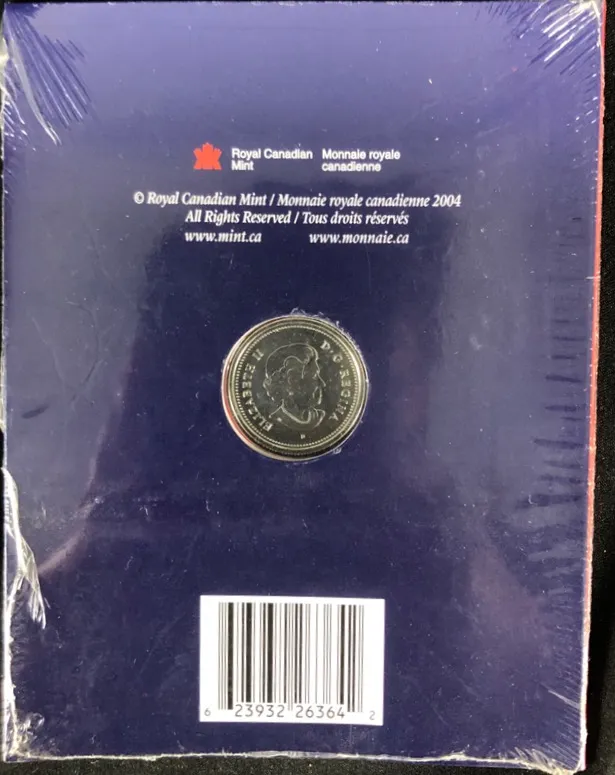 Royal Canadian Mint
Monnaie royale canadienne
© Royal Canadian Mint / Monnaie royale canadienne 2004
All Rights Reserved / Tous droits réservés
www.mint.ca www.monnaie.ca
ELIZABETH II D·G·REGINA
P
6 23932 26364 2